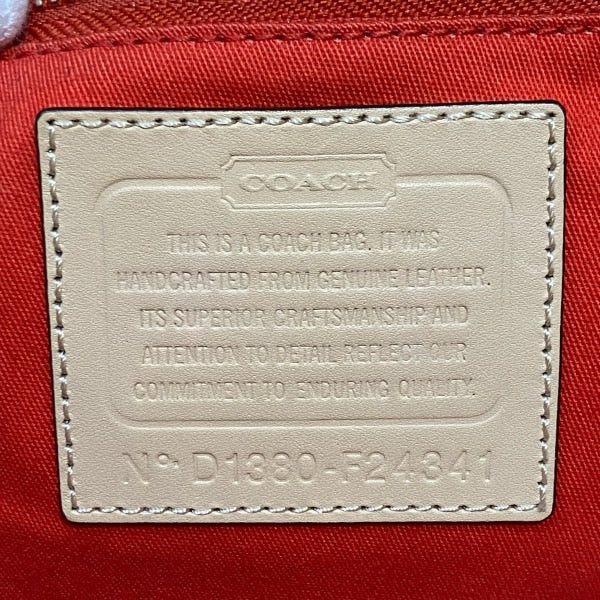 COACH
THIS IS A COACH BAG. IT WAS
HANDCRAFTED FROM GENUINE LEATHER.
ITS SUPERIOR CRAFTSMANSHIP AND
ATTENTION TO DETAIL REFLECT OUR
COMMITMENT TO ENDURING QUALITY.
Nº· D1380-F24341